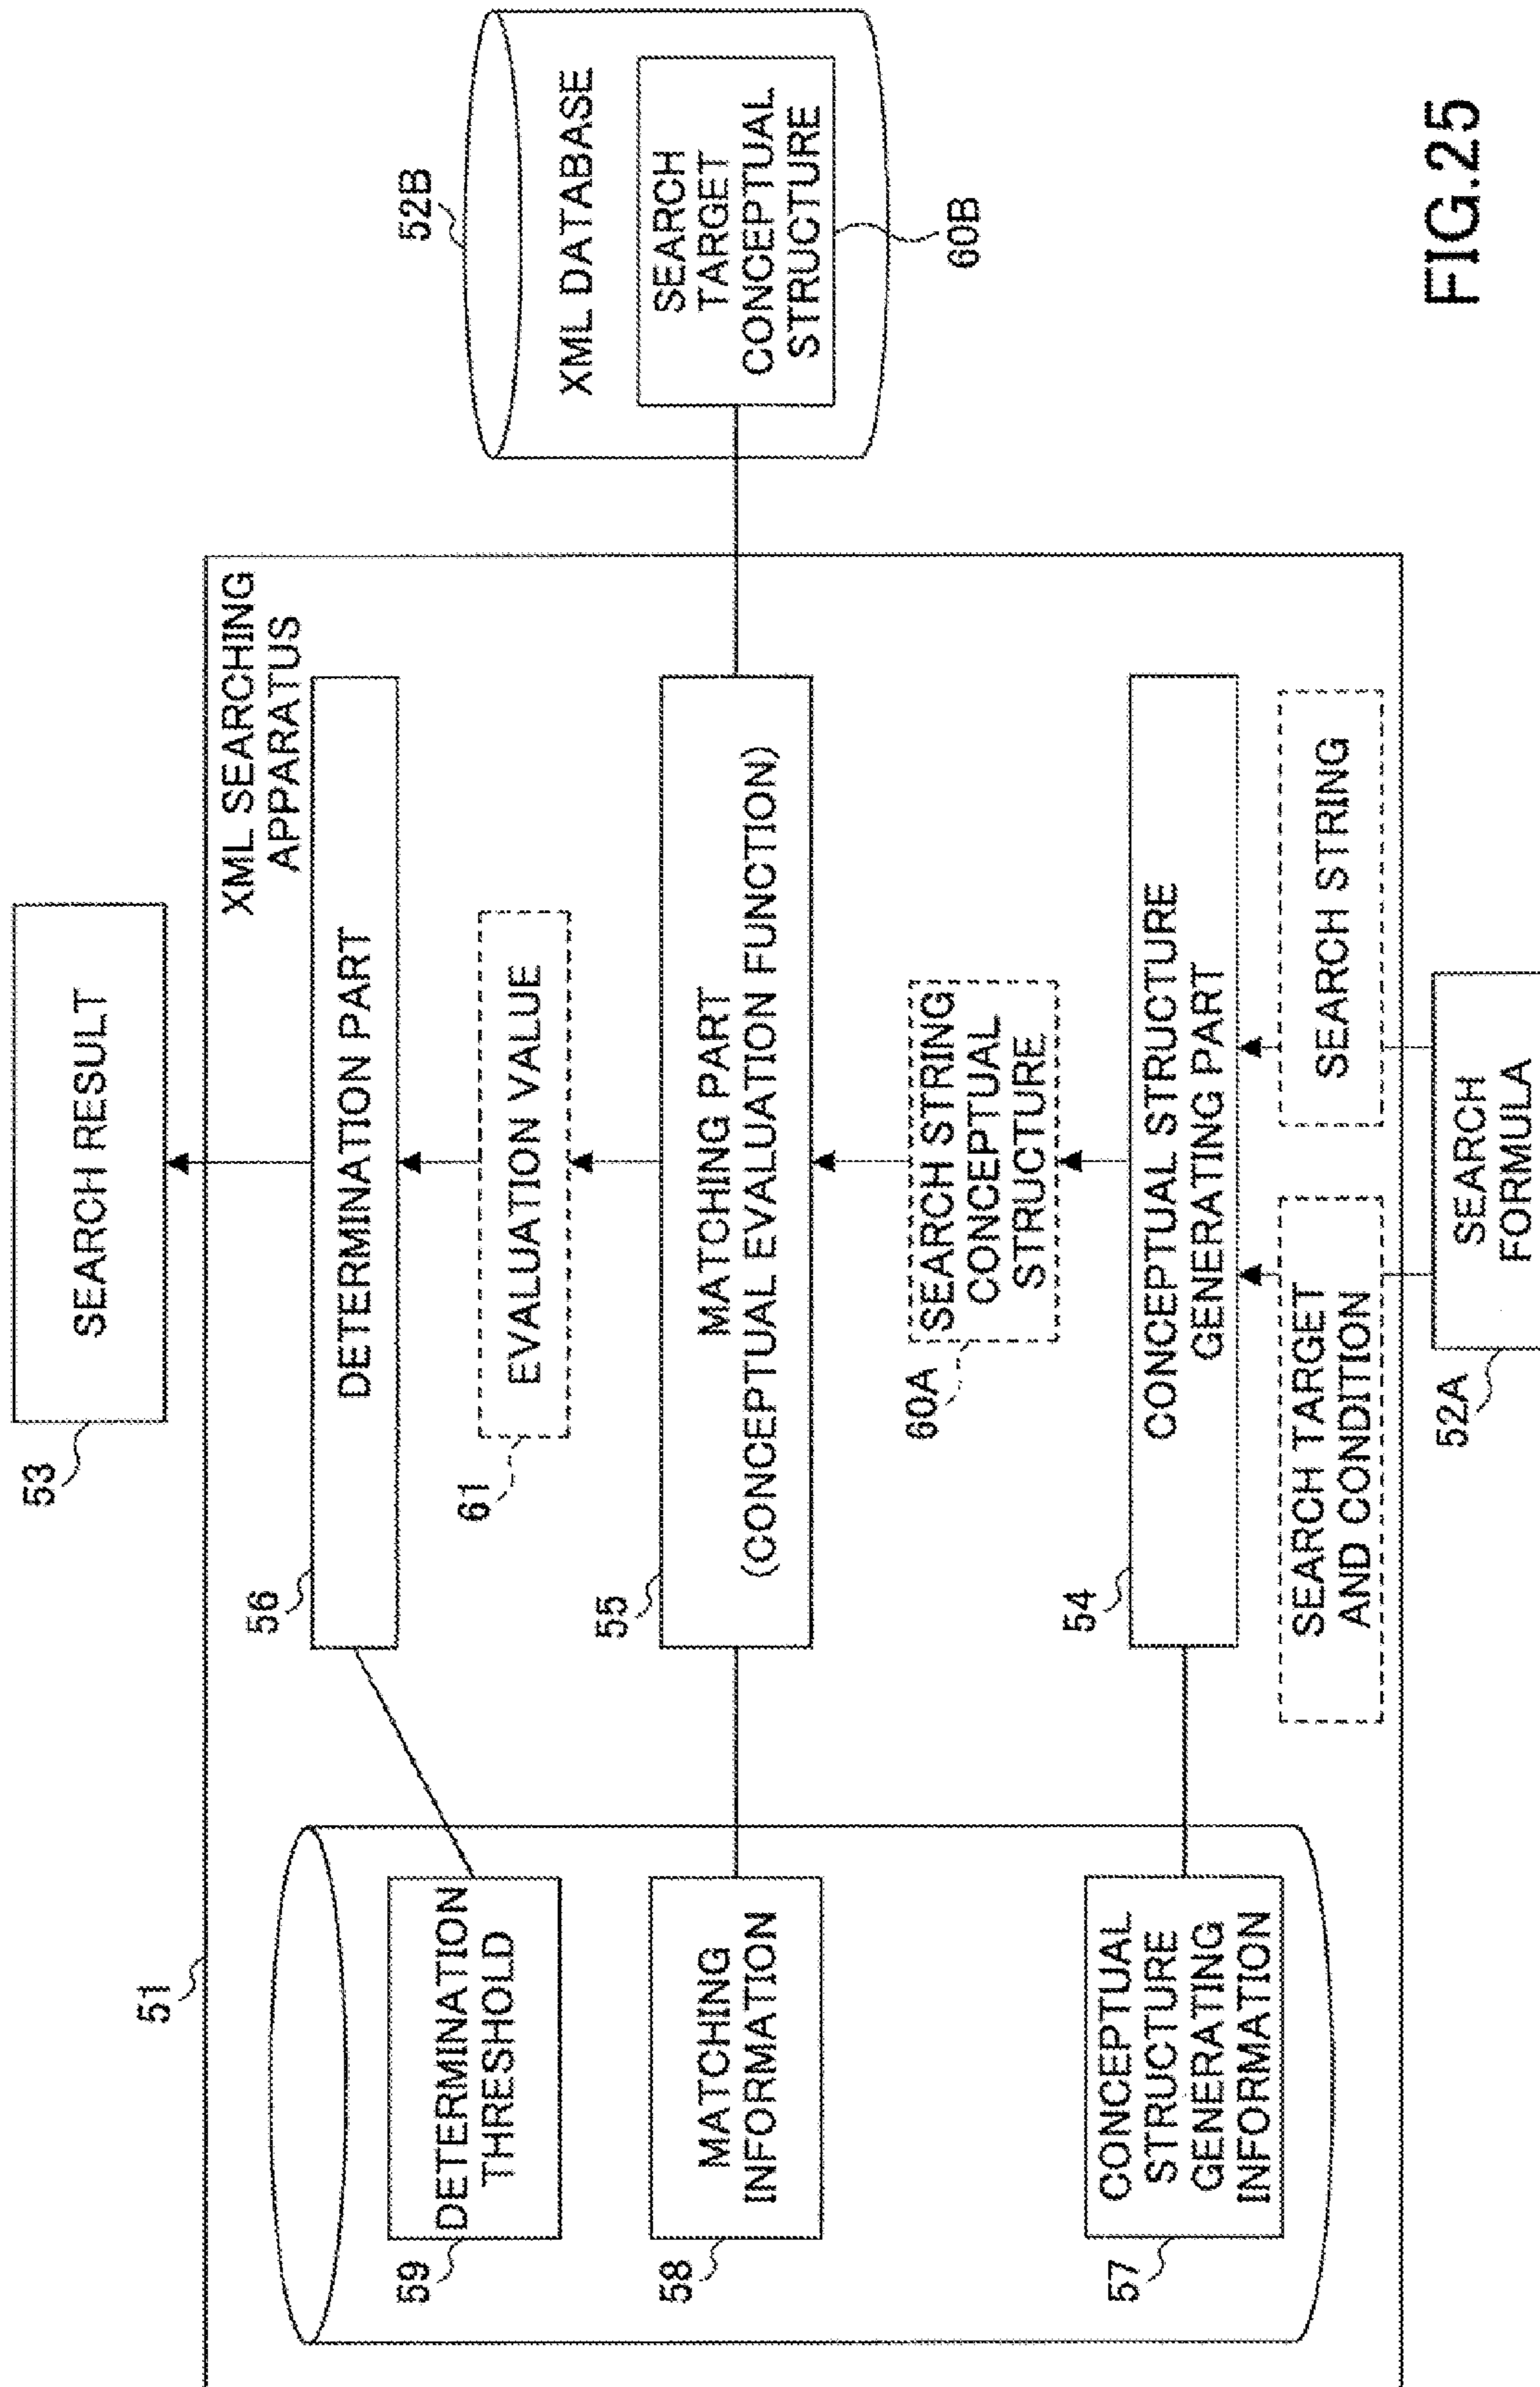 53
SEARCH RESULT
51
XML SEARCHING
APPARATUS
56
DETERMINATION PART
59
DETERMINATION
THRESHOLD
61
EVALUATION VALUE
52B
XML DATABASE
SEARCH
TARGET
CONCEPTUAL
STRUCTURE
60B
55
MATCHING PART
(CONCEPTUAL EVALUATION FUNCTION)
58
MATCHING
INFORMATION
60A
SEARCH STRING
CONCEPTUAL
STRUCTURE
54
CONCEPTUAL STRUCTURE
GENERATING PART
57
CONCEPTUAL
STRUCTURE
GENERATING
INFORMATION
SEARCH TARGET
AND CONDITION
SEARCH STRING
52A
SEARCH
FORMULA
FIG.25